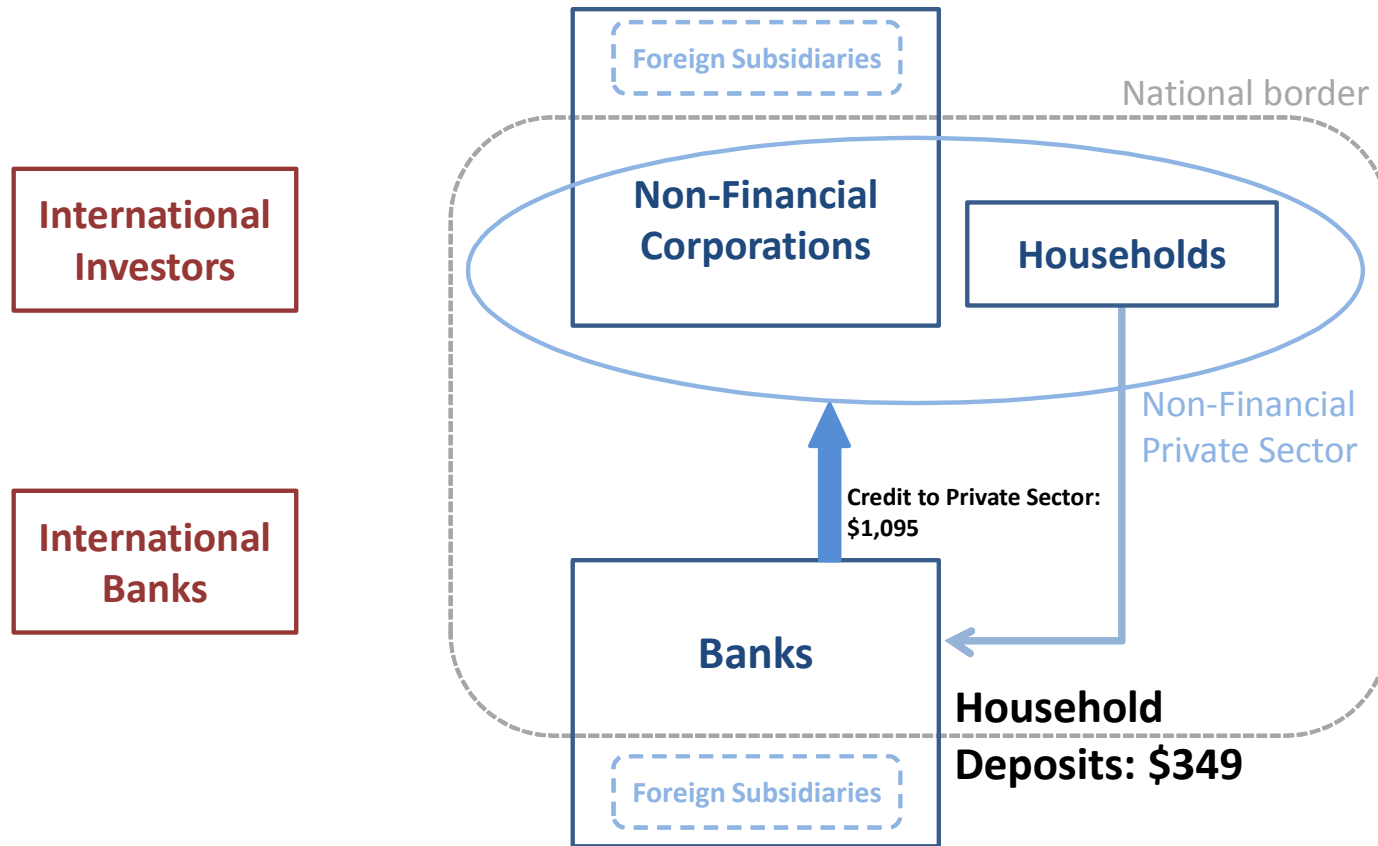 Foreign Subsidiaries
National border
International
Investors
Non-Financial
Corporations
Households
Non-Financial
Private Sector
Credit to Private Sector:
$1,095
International
Banks
Banks
Household
Deposits: $349
Foreign Subsidiaries